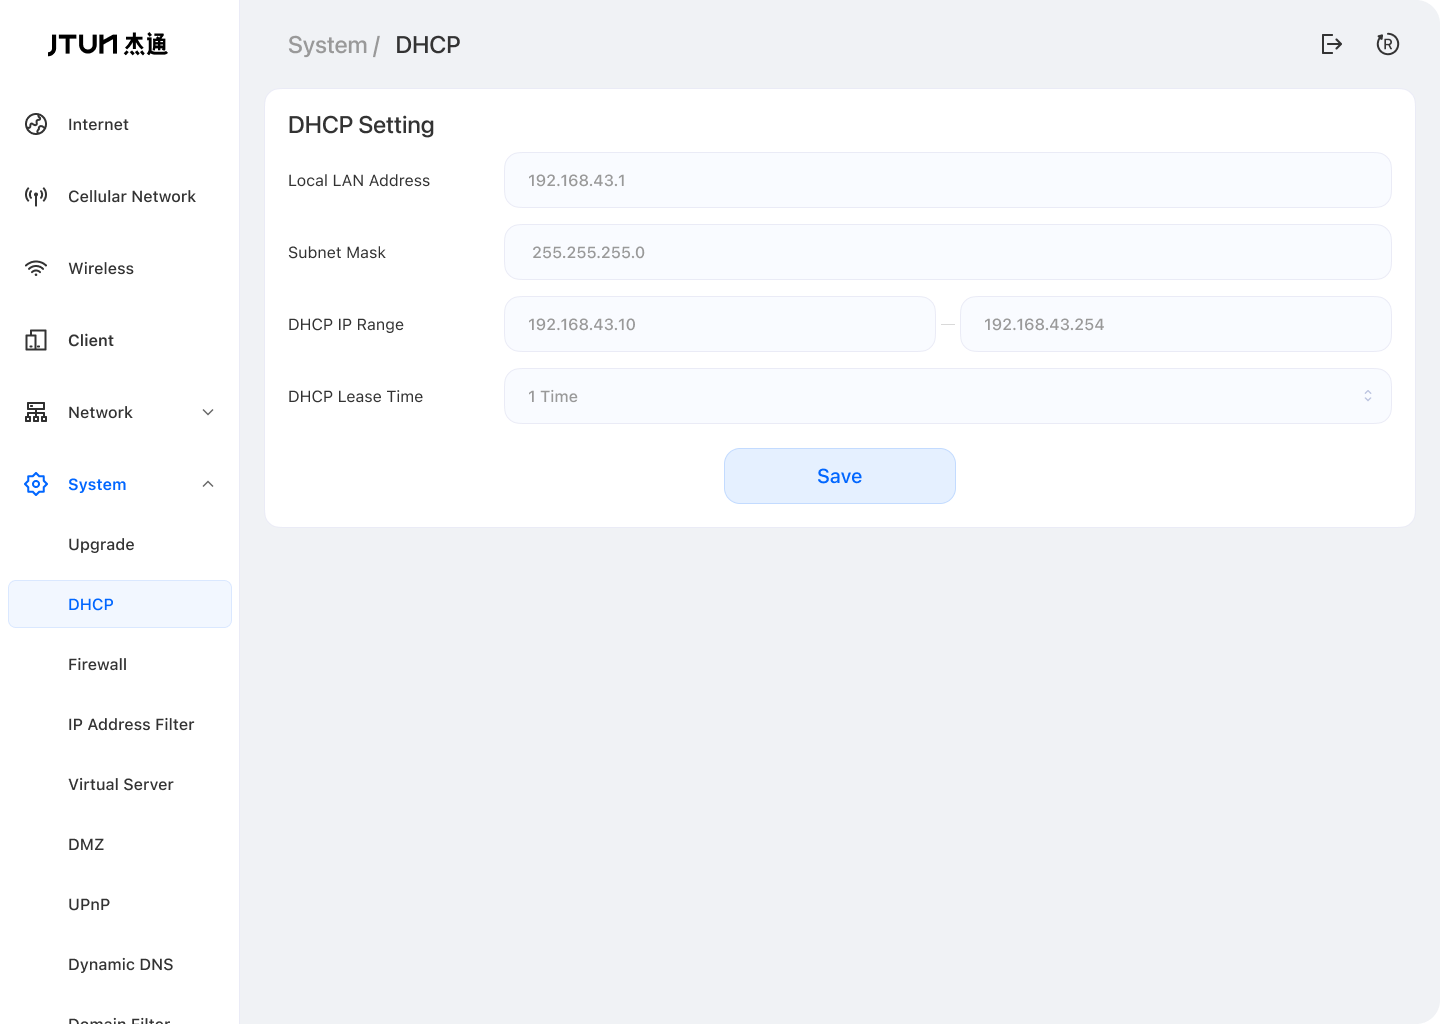 JTUN 杰通
Internet
Cellular Network
Wireless
Client
Network
System
Upgrade
DHCP
Firewall
IP Address Filter
Virtual Server
DMZ
UPnP
Dynamic DNS
Domain Filter
System / DHCP
R
DHCP Setting
Local LAN Address
192.168.43.1
Subnet Mask
255.255.255.0
DHCP IP Range
192.168.43.10 — 192.168.43.254
DHCP Lease Time
1 Time
Save